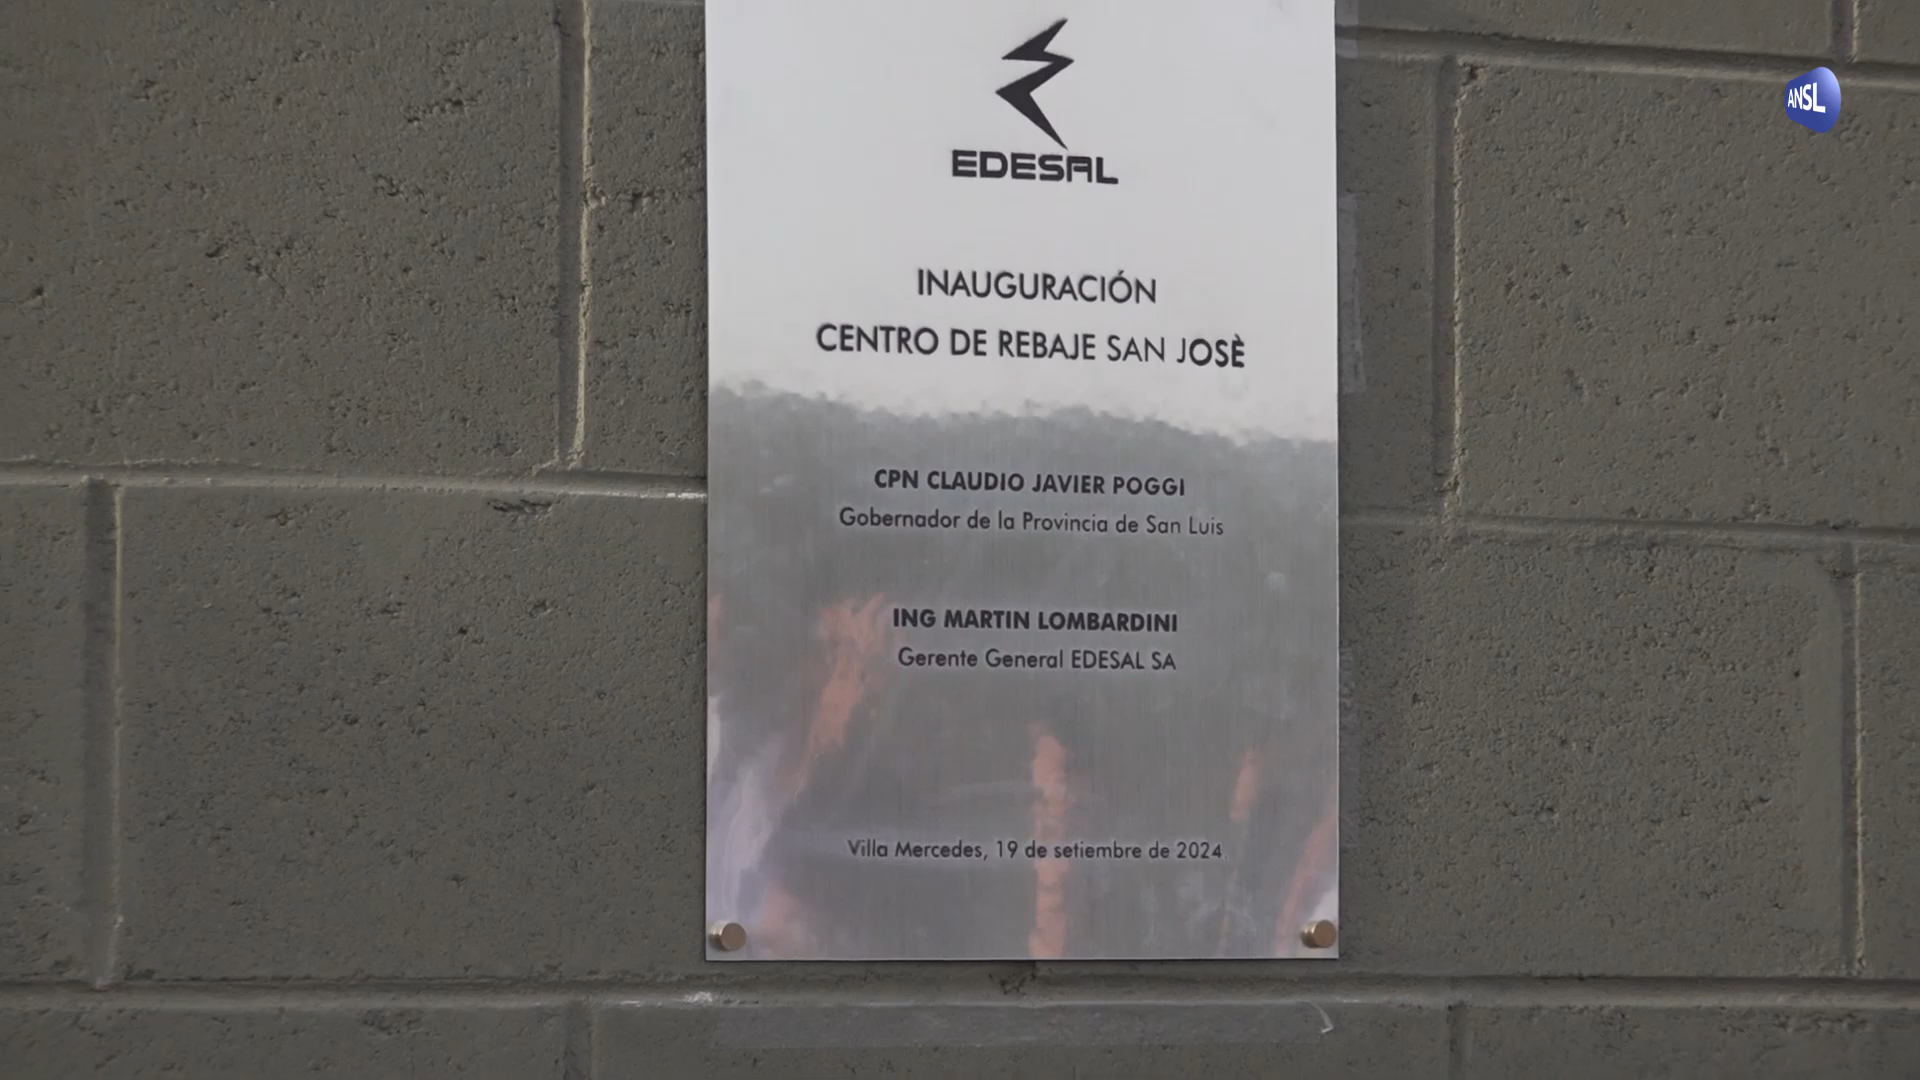 EDESAL
INAUGURACIÓN
CENTRO DE REBAJE SAN JOSÈ
CPN CLAUDIO JAVIER POGGI
Gobernador de la Provincia de San Luis
ING MARTIN LOMBARDINI
Gerente General EDESAL SA
Villa Mercedes, 19 de setiembre de 2024
ANSL